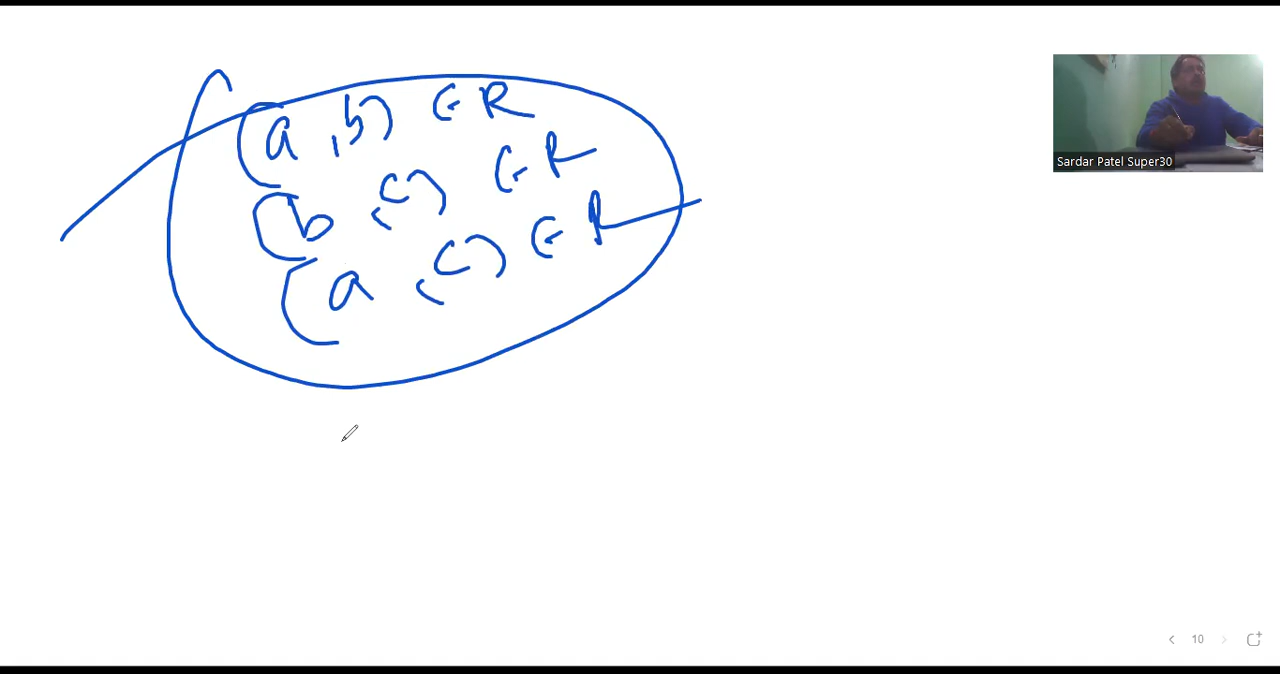 (a, b) ∈ R
(b, c) ∈ R
(a, c) ∈ R
Sardar Patel Super30
10